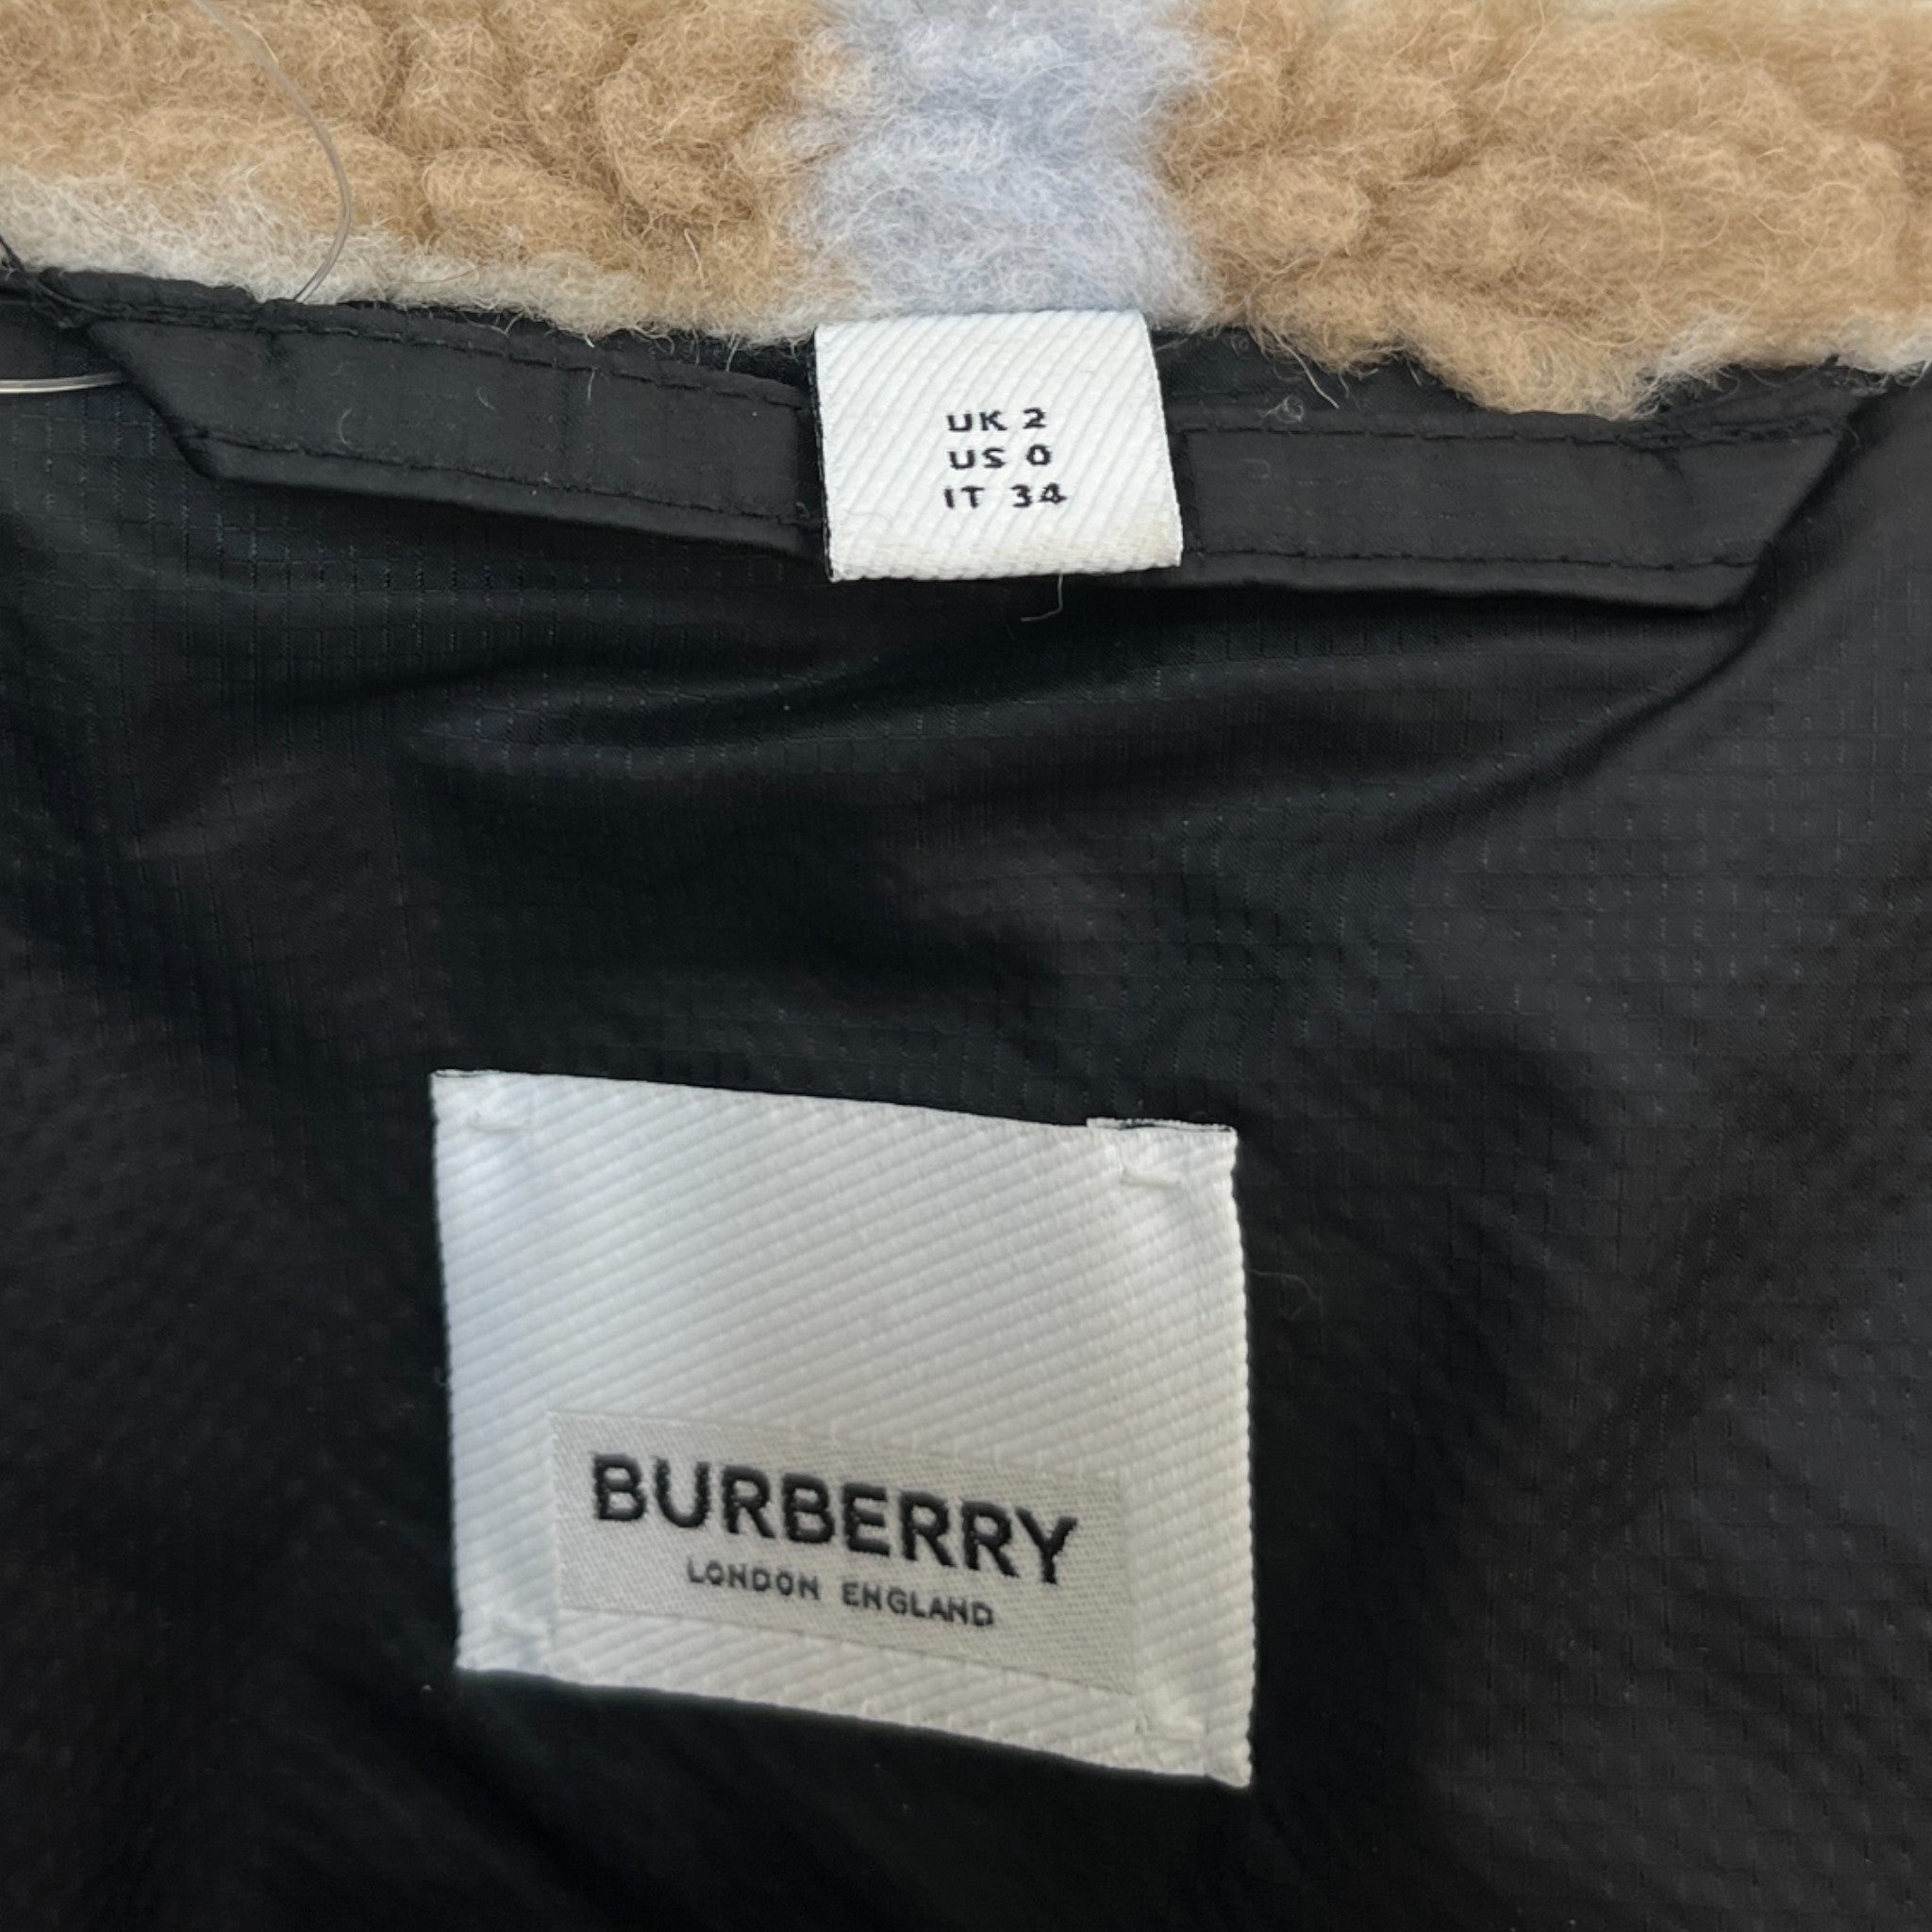 UK 2
US 0
IT 34
BURBERRY
LONDON ENGLAND